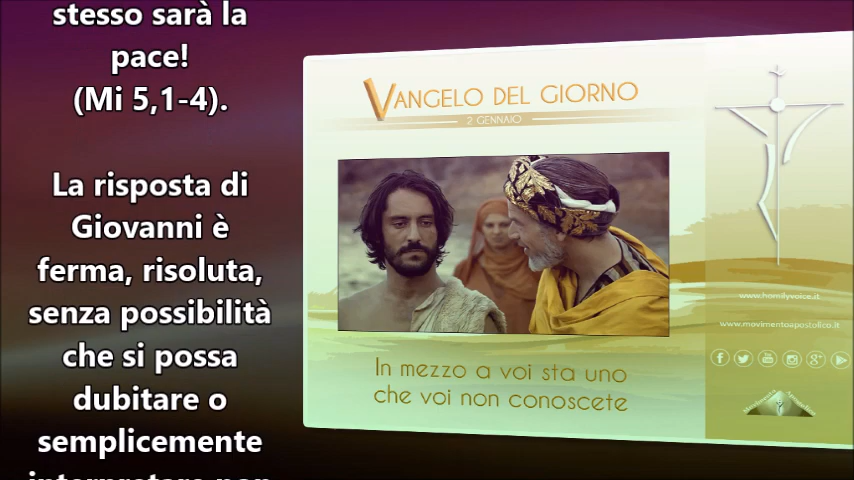 stesso sarà la
pace!
(Mi 5,1-4).
La risposta di
Giovanni è
ferma, risoluta,
senza possibilità
che si possa
dubitare o
semplicemente
VANGELO DEL GIORNO
2 GENNAIO
In mezzo a voi sta uno
che voi non conoscete
www.homilyvoice.it
www.movimentoapostolico.it